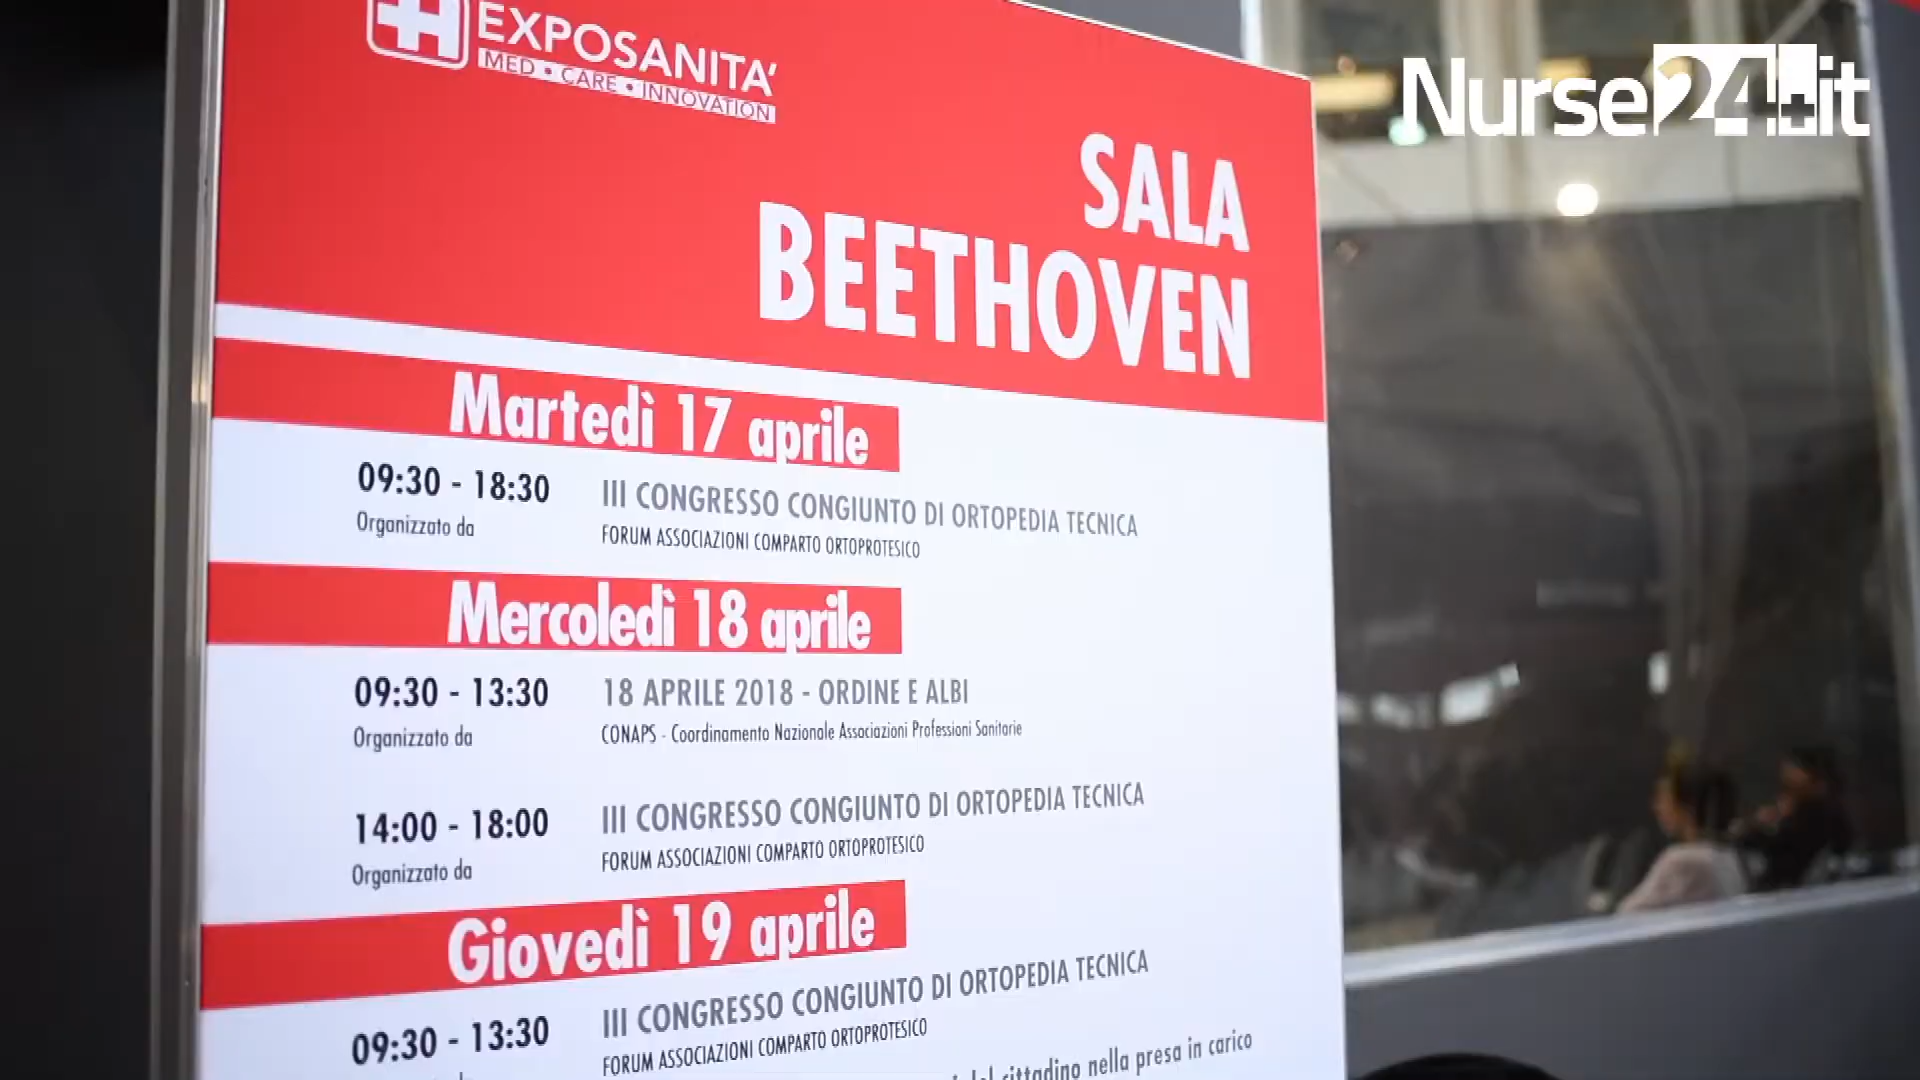 EXPOSANITA'
MED • CARE • INNOVATION
Nurse24.it
SALA
BEETHOVEN
Martedì 17 aprile
09:30 - 18:30 III CONGRESSO CONGIUNTO DI ORTOPEDIA TECNICA
Organizzato da FORUM ASSOCIAZIONI COMPARTO ORTOPROTESICO
Mercoledì 18 aprile
09:30 - 13:30 18 APRILE 2018 - ORDINE E ALBI
Organizzato da CONAPS - Coordinamento Nazionale Associazioni Professioni Sanitarie
14:00 - 18:00 III CONGRESSO CONGIUNTO DI ORTOPEDIA TECNICA
Organizzato da FORUM ASSOCIAZIONI COMPARTO ORTOPROTESICO
Giovedì 19 aprile
09:30 - 13:30 III CONGRESSO CONGIUNTO DI ORTOPEDIA TECNICA
FORUM ASSOCIAZIONI COMPARTO ORTOPROTESICO
cittadino nella presa in carico